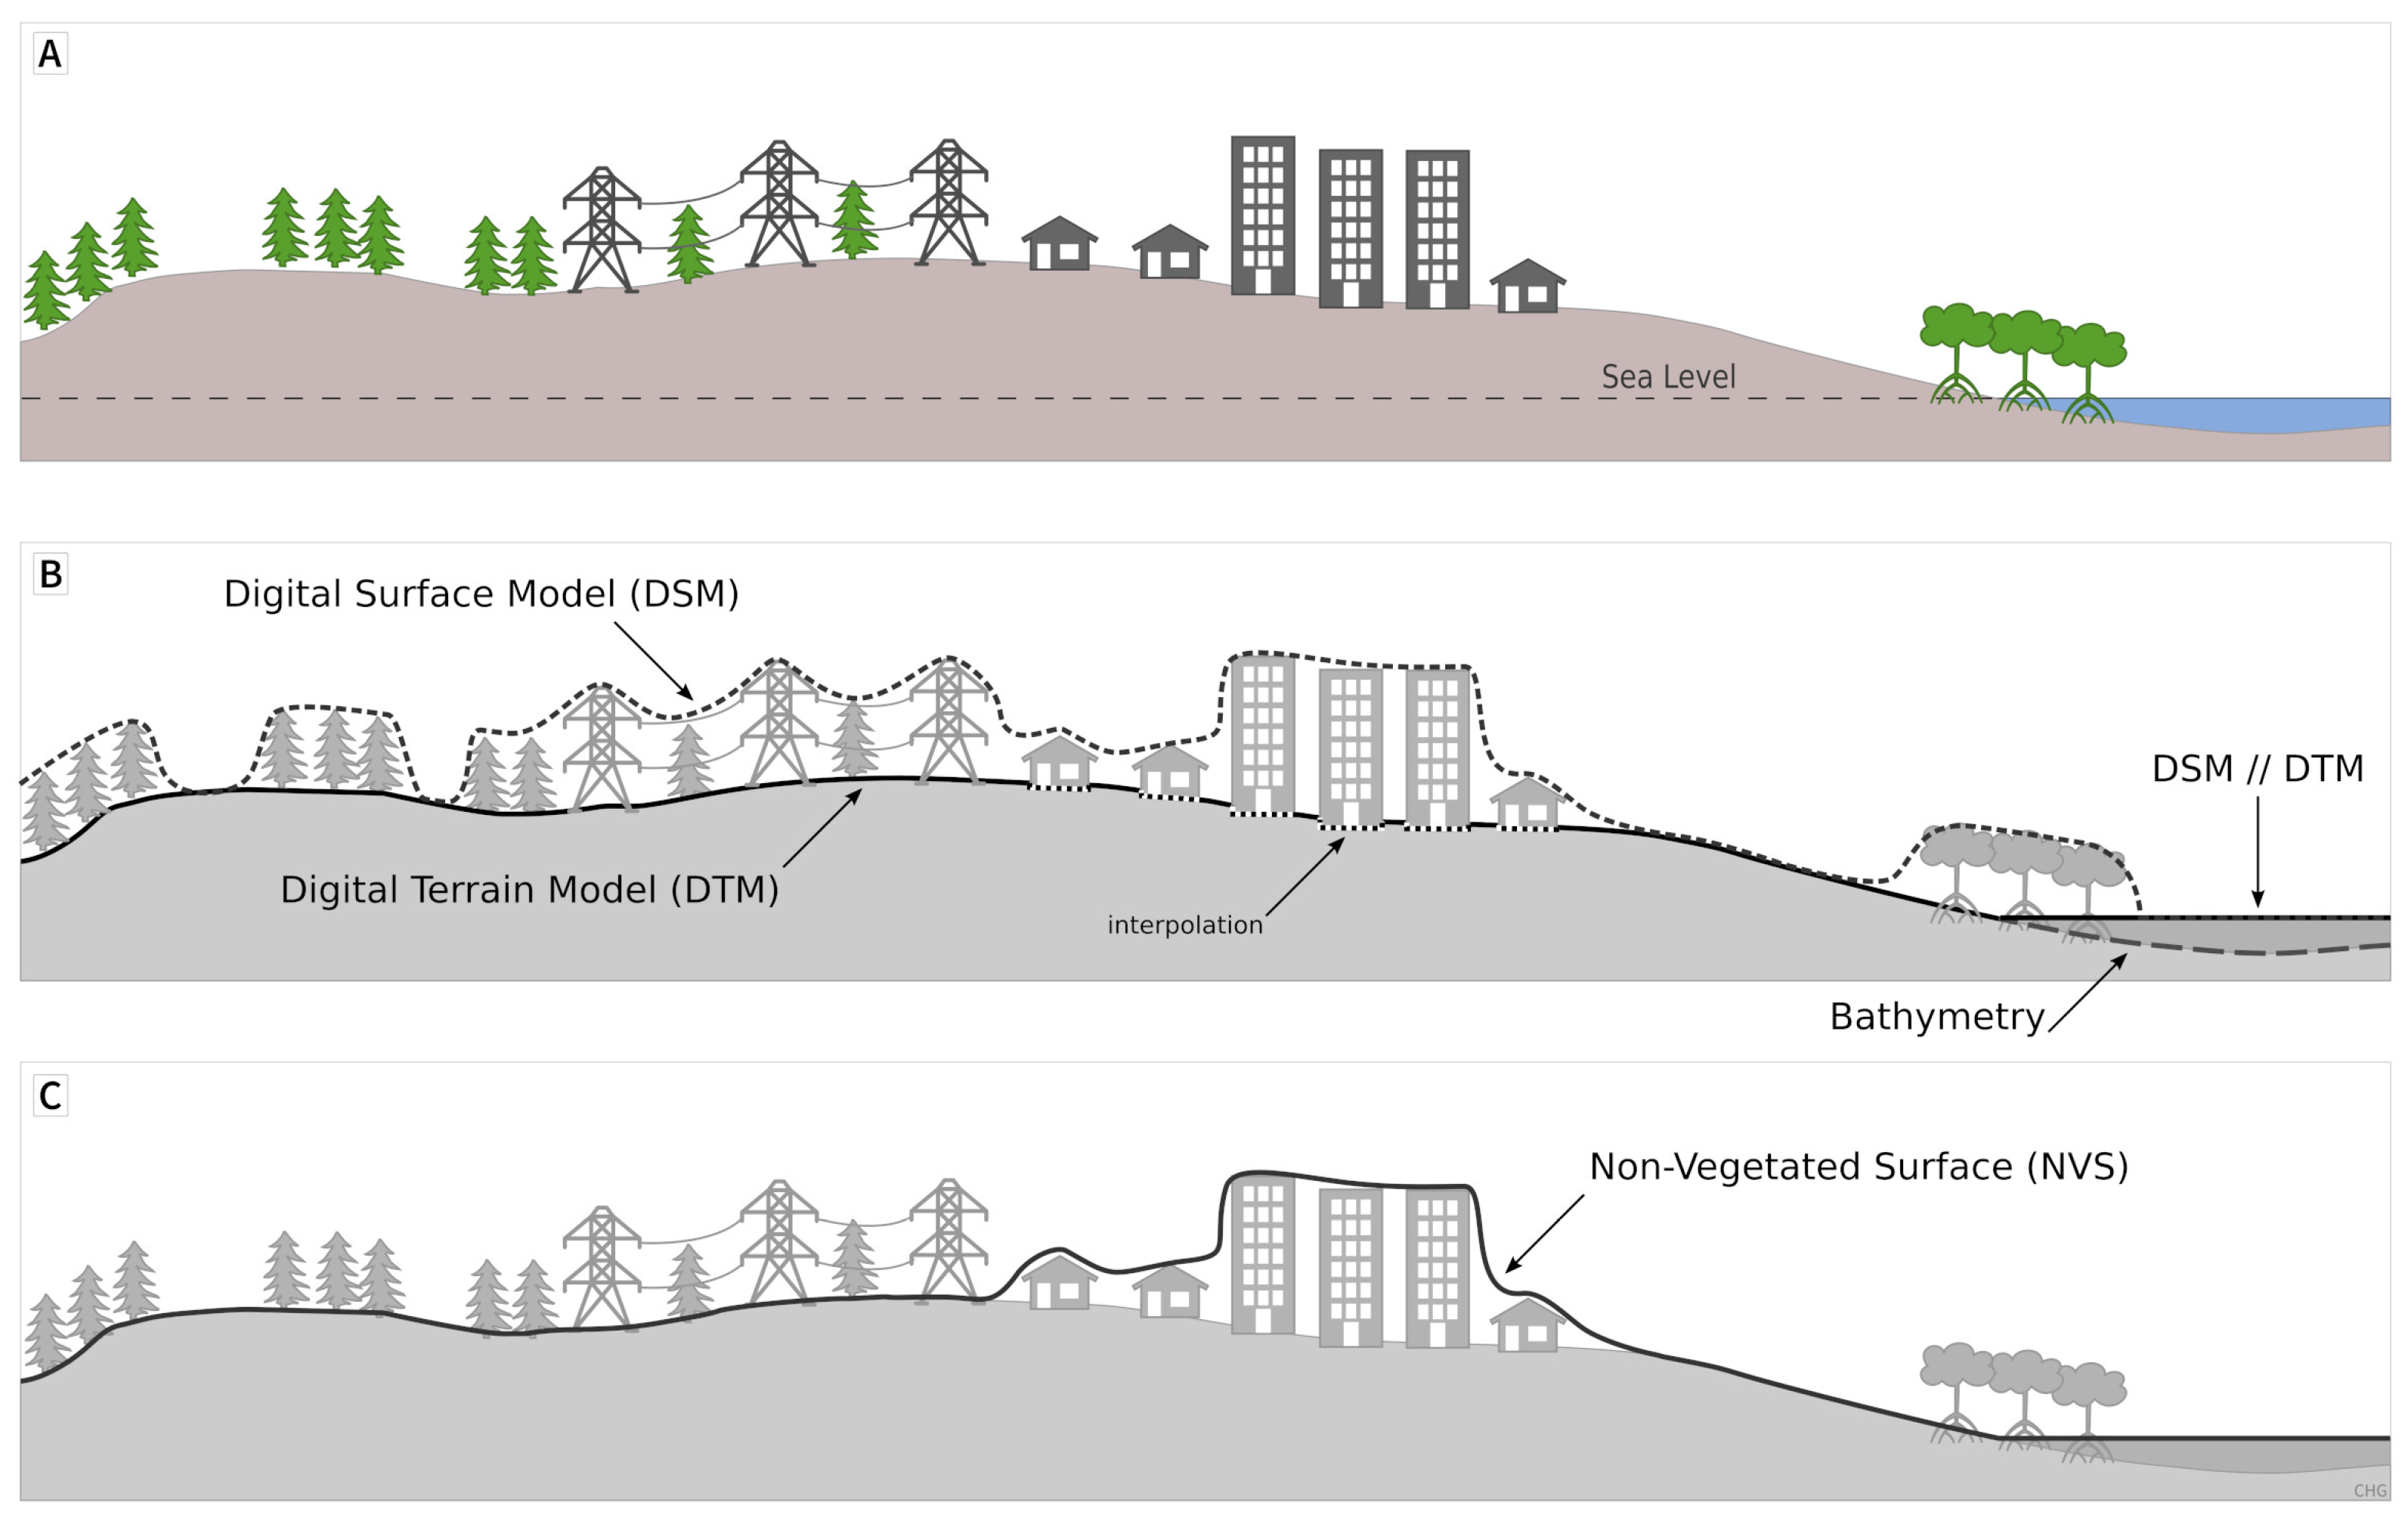 A
Sea Level
B
Digital Surface Model (DSM)
DSM // DTM
Digital Terrain Model (DTM)
interpolation
Bathymetry
C
Non-Vegetated Surface (NVS)
CHG